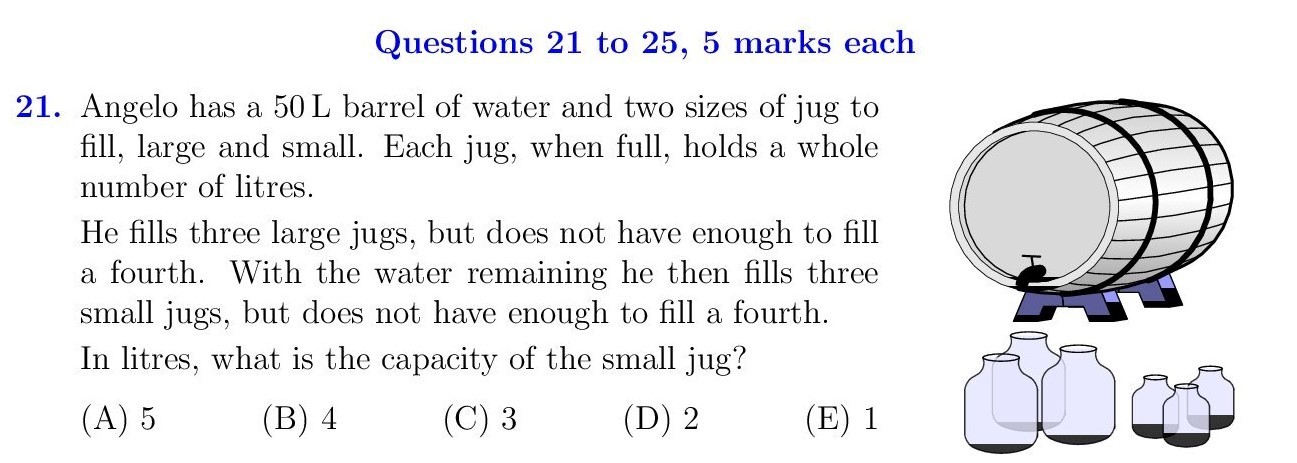 Questions 21 to 25, 5 marks each
21. Angelo has a 50 L barrel of water and two sizes of jug to
fill, large and small. Each jug, when full, holds a whole
number of litres.
He fills three large jugs, but does not have enough to fill
a fourth. With the water remaining he then fills three
small jugs, but does not have enough to fill a fourth.
In litres, what is the capacity of the small jug?
(A) 5 (B) 4 (C) 3 (D) 2 (E) 1